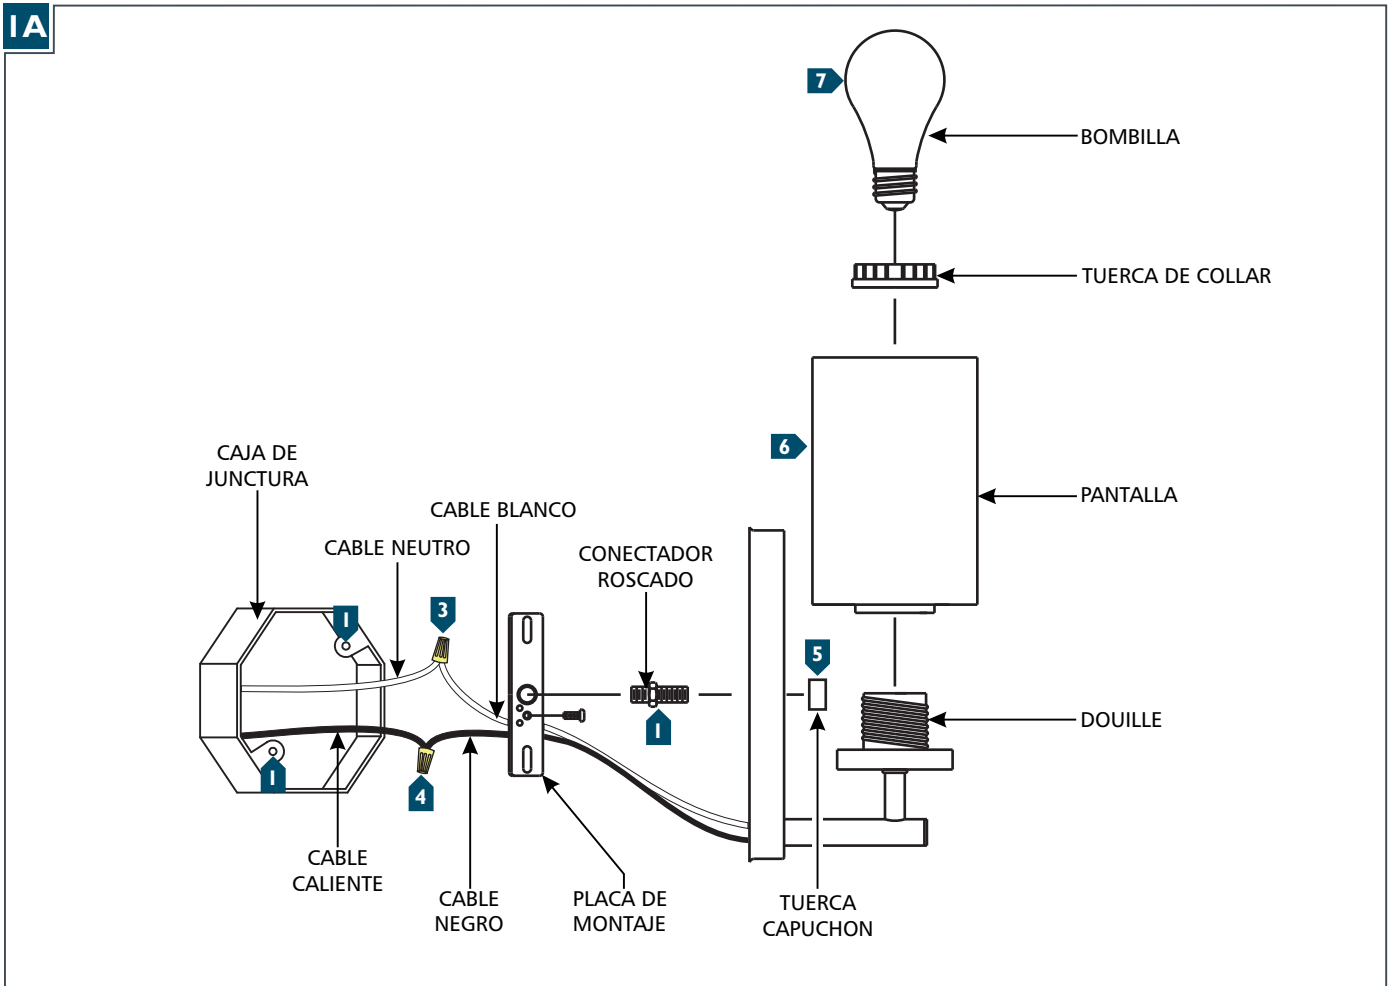 1A
7
BOMBILLA
TUERCA DE COLLAR
6
PANTALLA
CAJA DE
JUNCTURA
CABLE BLANCO
CABLE NEUTRO
CONECTADOR
ROSCADO
1
3
5
1
1
4
DOUILLE
CABLE
CALIENTE
CABLE
NEGRO
PLACA DE
MONTAJE
TUERCA
CAPUCHON